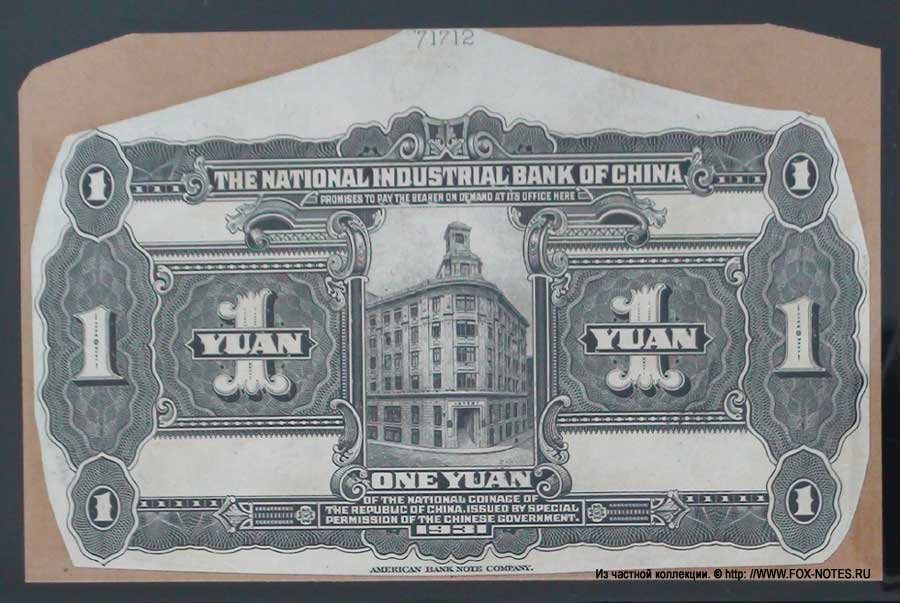 71712
THE NATIONAL INDUSTRIAL BANK OF CHINA
PROMISES TO PAY THE BEARER ON DEMAND AT ITS OFFICE HERE
1
1
1
YUAN
1
YUAN
1
1
1
ONE YUAN
OF THE NATIONAL COINAGE OF
THE REPUBLIC OF CHINA. ISSUED BY SPECIAL
PERMISSION OF THE CHINESE GOVERNMENT.
1
1
1931
AMERICAN BANK NOTE COMPANY.
Из частной коллекции. © http: //WWW.FOX-NOTES.RU